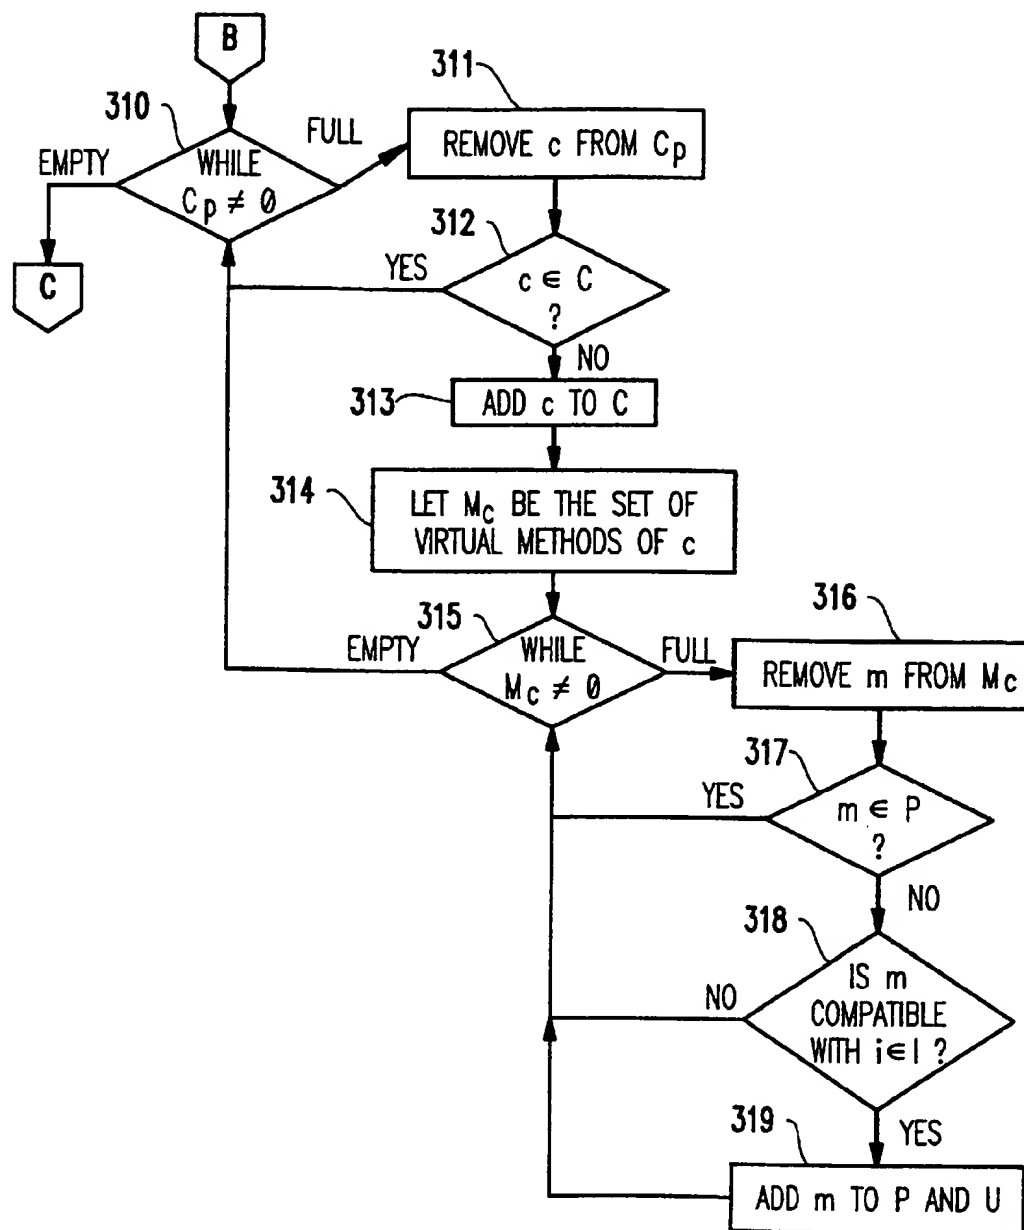 B
310
WHILE
Cp ≠ 0
EMPTY
FULL
C
311
REMOVE c FROM Cp
312
c ∈ C
?
YES
NO
313
ADD c TO C
314
LET Mc BE THE SET OF
VIRTUAL METHODS OF c
315
WHILE
Mc ≠ 0
EMPTY
FULL
316
REMOVE m FROM Mc
317
m ∈ P
?
YES
NO
318
IS m
COMPATIBLE
WITH i∈I ?
NO
YES
319
ADD m TO P AND U